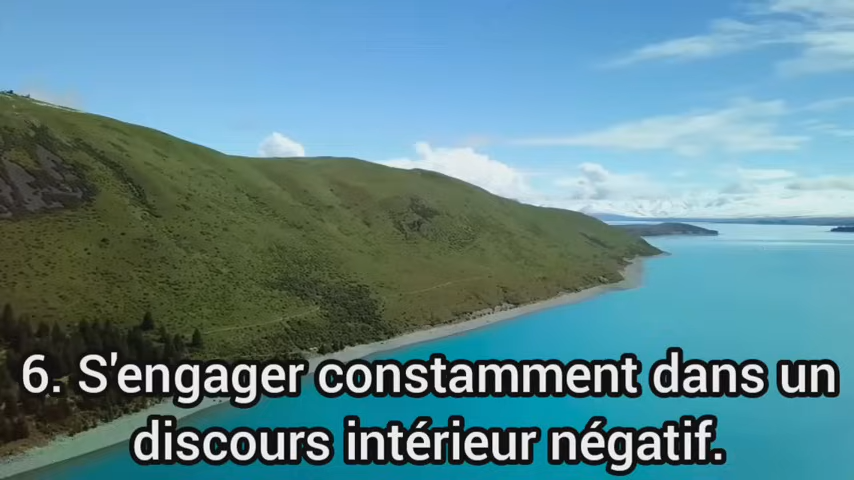 6. S'engager constamment dans un
discours intérieur négatif.